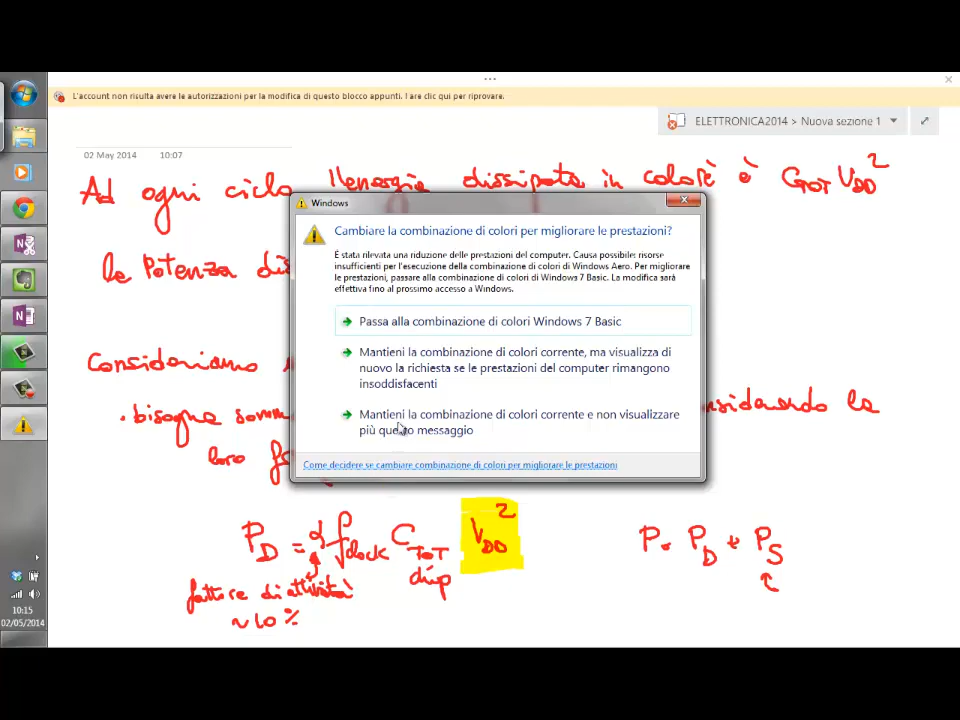 L'account non risulta avere le autorizzazioni per la modifica di questo blocco appunti. Fare clic qui per riprovare.
ELETTRONICA2014 > Nuova sezione 1
02 May 2014 10:07
Ad ogni ciclo l'energia dissipata in calore è CTOT VDD²
Windows
Cambiare la combinazione di colori per migliorare le prestazioni?
È stata rilevata una riduzione delle prestazioni del computer. Causa possibile: risorse
insufficienti per l'esecuzione della combinazione di colori di Windows Aero. Per migliorare
le prestazioni, passare alla combinazione di colori di Windows 7 Basic. La modifica sarà
effettiva fino al prossimo accesso a Windows.
la Potenza
Passa alla combinazione di colori Windows 7 Basic
Mantieni la combinazione di colori corrente, ma visualizza di
nuovo la richiesta se le prestazioni del computer rimangono
insoddisfacenti
Consideriamo
Mantieni la combinazione di colori corrente e non visualizzare
più questo messaggio
. bisogna la
loro
Come decidere se cambiare combinazione di colori per migliorare le prestazioni
PD = α fclock CTOT VDD²
chip
P = PD + PS
fattore di attività
~10%
10:15
02/05/2014